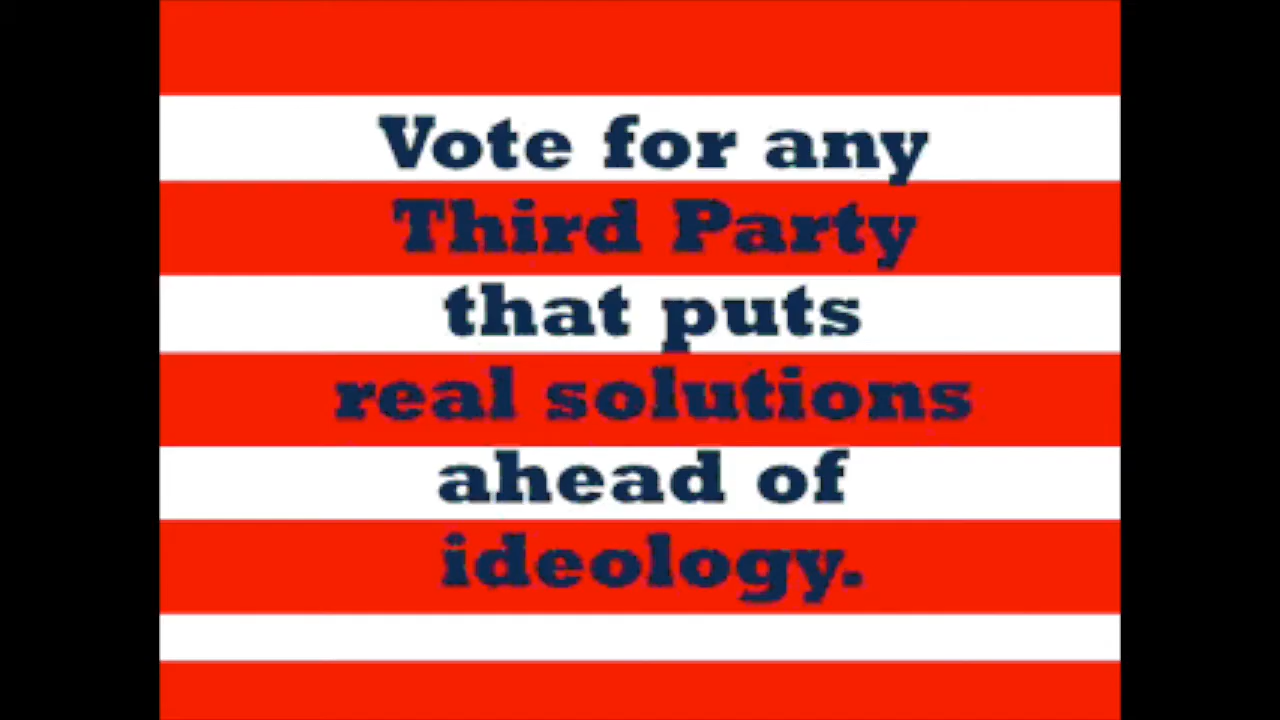 Vote for any
Third Party
that puts
real solutions
ahead of
ideology.